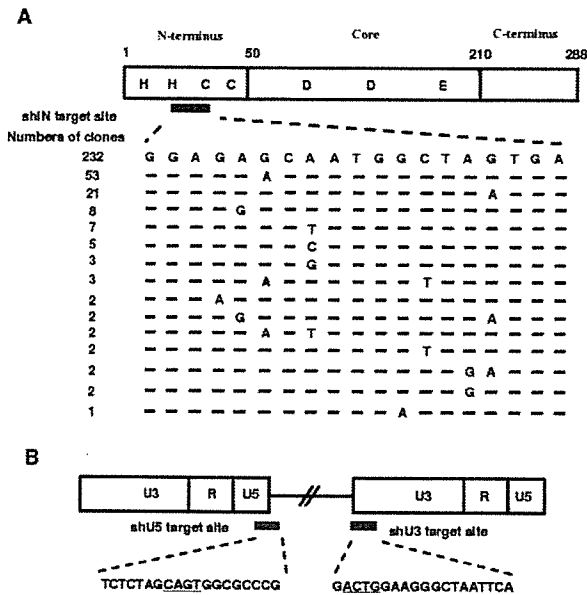 A
N-terminus Core C-terminus
1 50 210 288
H H C C D D E
shIN target site
Numbers of clones
232 G G A G A G C A A T G G C T A G T G A
53 – – – – – A – – – – – – – – – – – – –
21 – – – – – – – – – – – – – – – A – – –
8 – – – – G – – – – – – – – – – – – – –
7 – – – – – – – T – – – – – – – – – – –
5 – – – – – – – C – – – – – – – – – – –
3 – – – – – – – G – – – – – – – – – – –
3 – – – – – A – – – – – – T – – – – – –
2 – – – A – – – – – – – – – – – – – – –
2 – – – – G – – – – – – – – – – A – – –
2 – – – – – A – T – – – – – – – – – – –
2 – – – – – – – – – – – – T – – – – – –
2 – – – – – – – – – – – – – – G A – – –
2 – – – – – – – – – – – – – – G – – – –
1 – – – – – – – – – – – A – – – – – – –
B
U3 R U5 U3 R U5
shU5 target site shU3 target site
TCTCTAGCAGTGGCGCCCG GACTGGAAGGGCTAATTCA